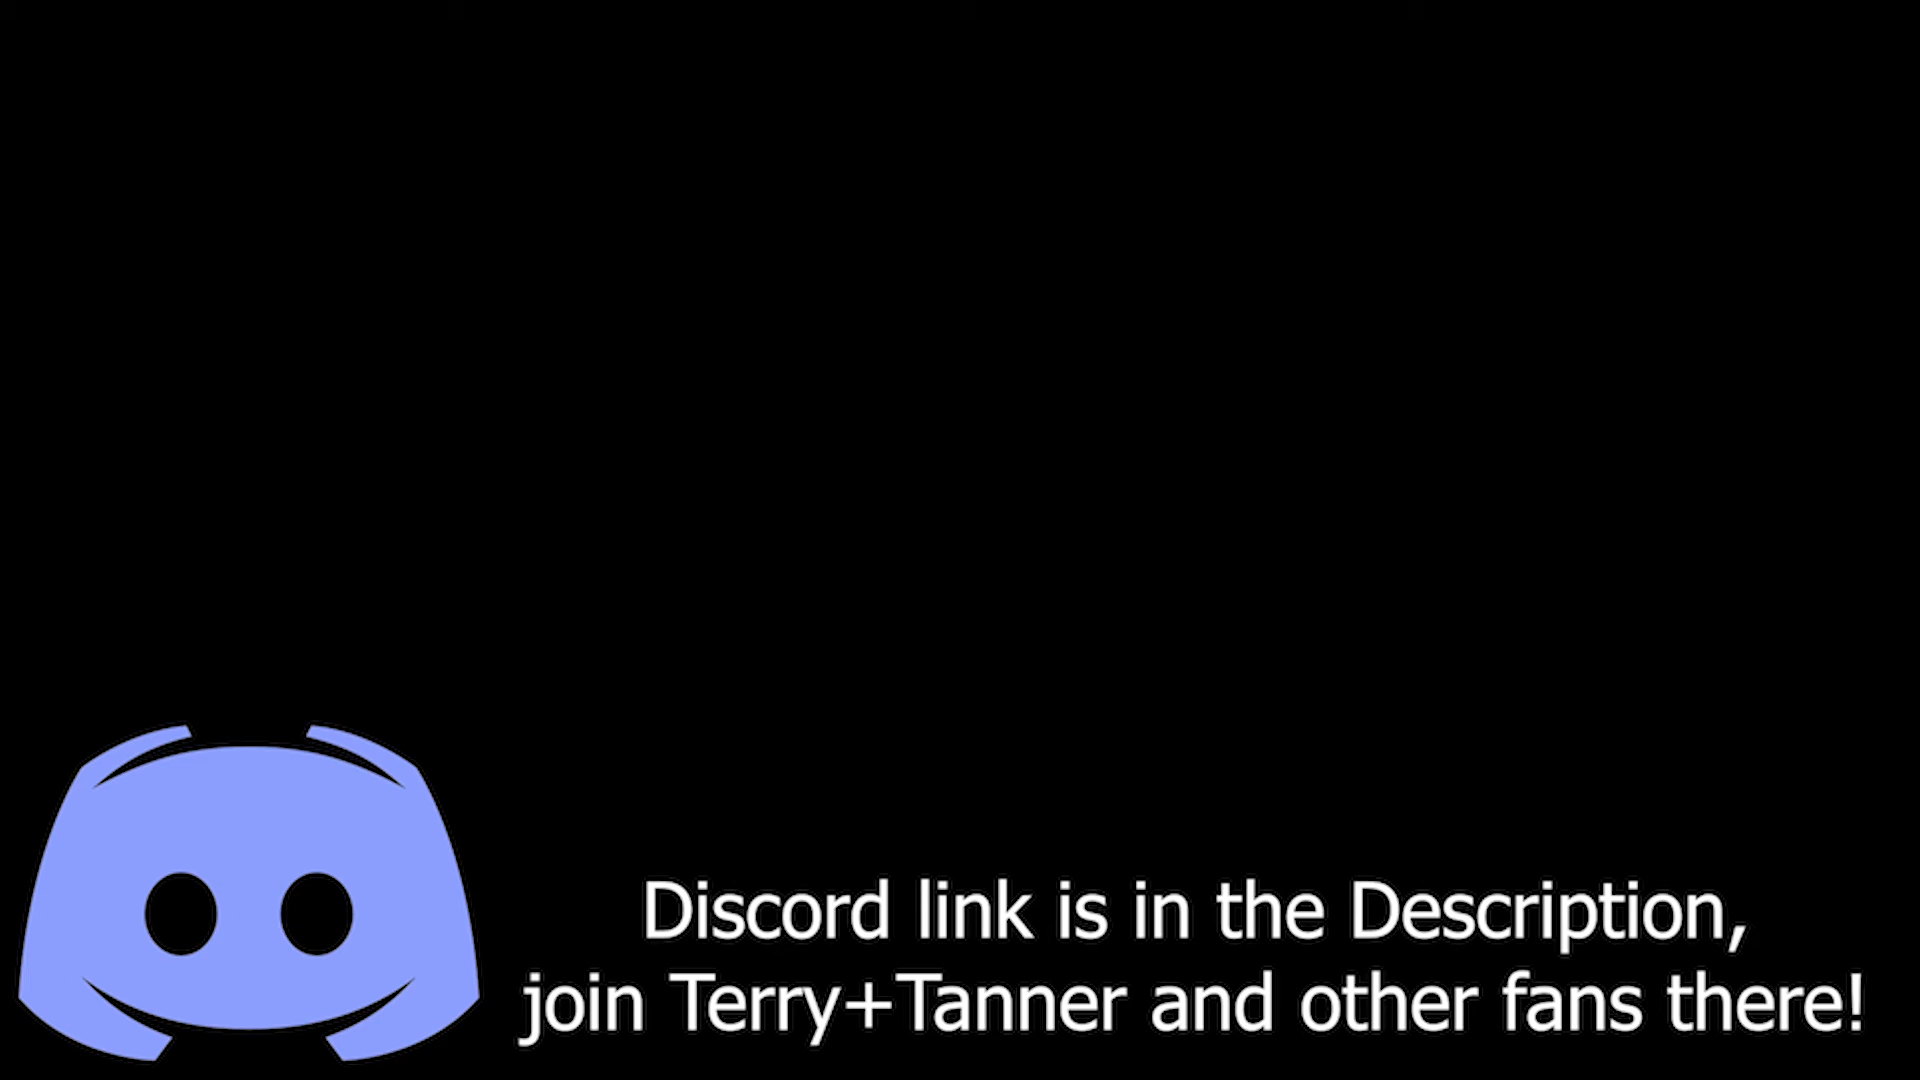 Discord link is in the Description,
join Terry+Tanner and other fans there!